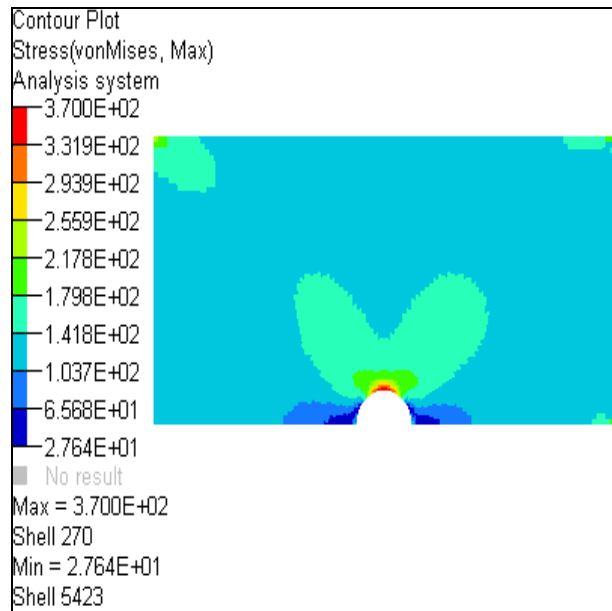 Contour Plot
Stress(vonMises, Max)
Analysis system
3.700E+02
3.319E+02
2.939E+02
2.559E+02
2.178E+02
1.798E+02
1.418E+02
1.037E+02
6.568E+01
2.764E+01
No result
Max = 3.700E+02
Shell 270
Min = 2.764E+01
Shell 5423